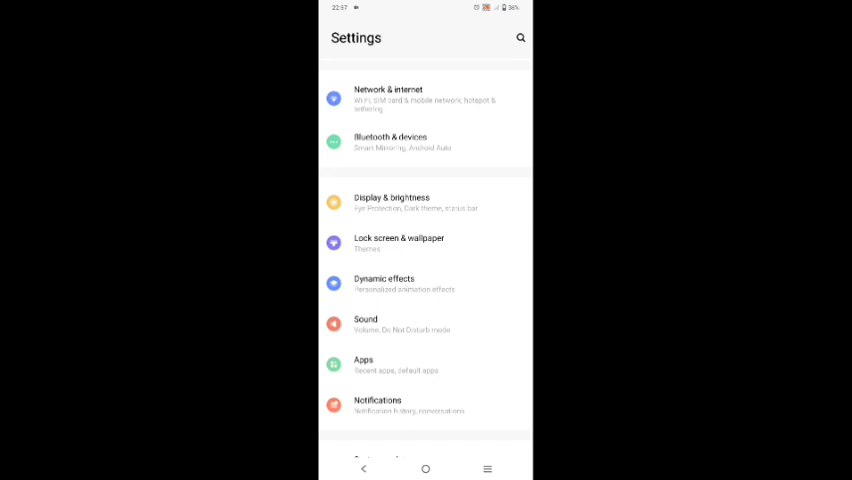 22:57
38%
Settings
Network & internet
Wi-Fi, SIM card & mobile network, hotspot &
tethering
Bluetooth & devices
Smart Mirroring, Android Auto
Display & brightness
Eye Protection, Dark theme, status bar
Lock screen & wallpaper
Themes
Dynamic effects
Personalized animation effects
Sound
Volume, Do Not Disturb mode
Apps
Recent apps, default apps
Notifications
Notification history, conversations